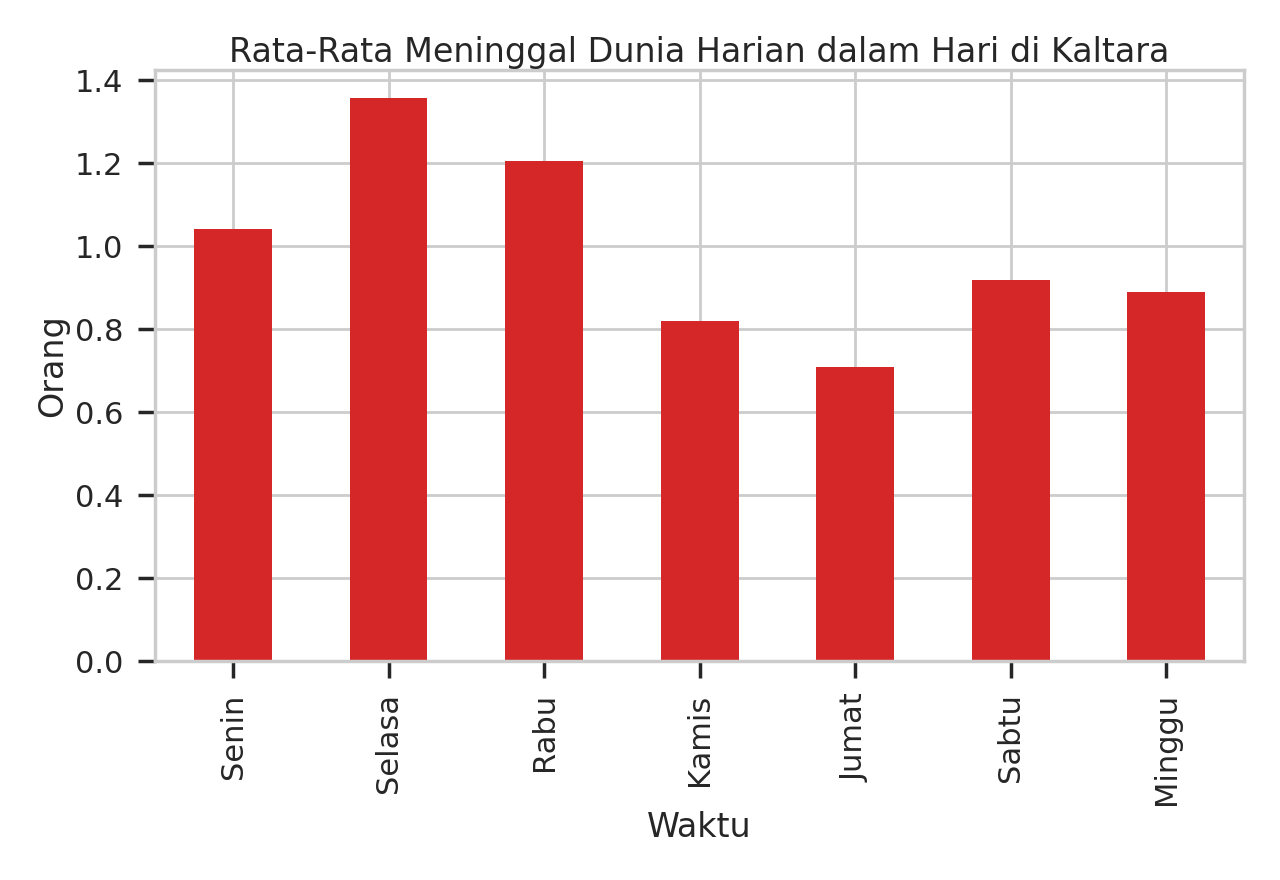 Rata-Rata Meninggal Dunia Harian dalam Hari di Kaltara
Orang
1.4
1.2
1.0
0.8
0.6
0.4
0.2
0.0
Senin
Selasa
Rabu
Kamis
Jumat
Sabtu
Minggu
Waktu